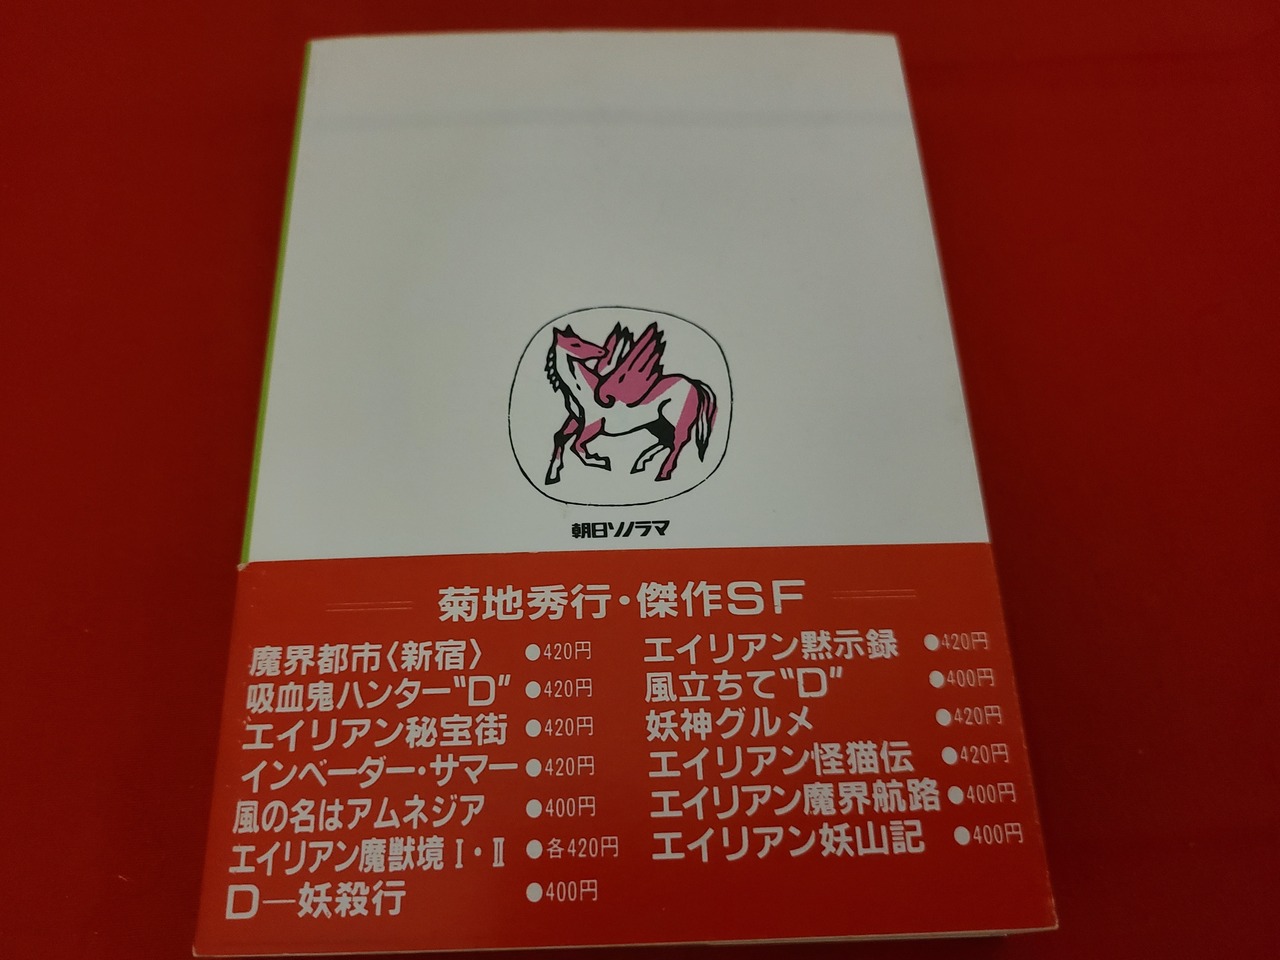 朝日ソノラマ
菊地秀行・傑作SF
魔界都市〈新宿〉 ●420円
吸血鬼ハンター"D" ●420円
エイリアン秘宝街 ●420円
インベーダー・サマー ●420円
風の名はアムネジア ●400円
エイリアン魔獣境Ⅰ・Ⅱ ●各420円
D―妖殺行 ●400円
エイリアン黙示録 ●420円
風立ちて"D" ●400円
妖神グルメ ●420円
エイリアン怪猫伝 ●420円
エイリアン魔界航路 ●400円
エイリアン妖山記 ●400円